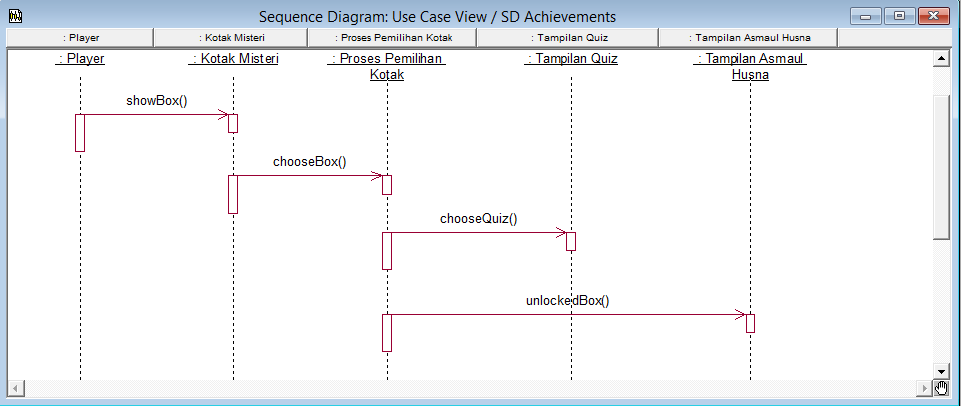 Sequence Diagram: Use Case View / SD Achievements
: Player
: Kotak Misteri
: Proses Pemilihan Kotak
: Tampilan Quiz
: Tampilan Asmaul Husna
: Player
: Kotak Misteri
: Proses Pemilihan
Kotak
: Tampilan Quiz
: Tampilan Asmaul
Husna
showBox()
chooseBox()
chooseQuiz()
unlockedBox()